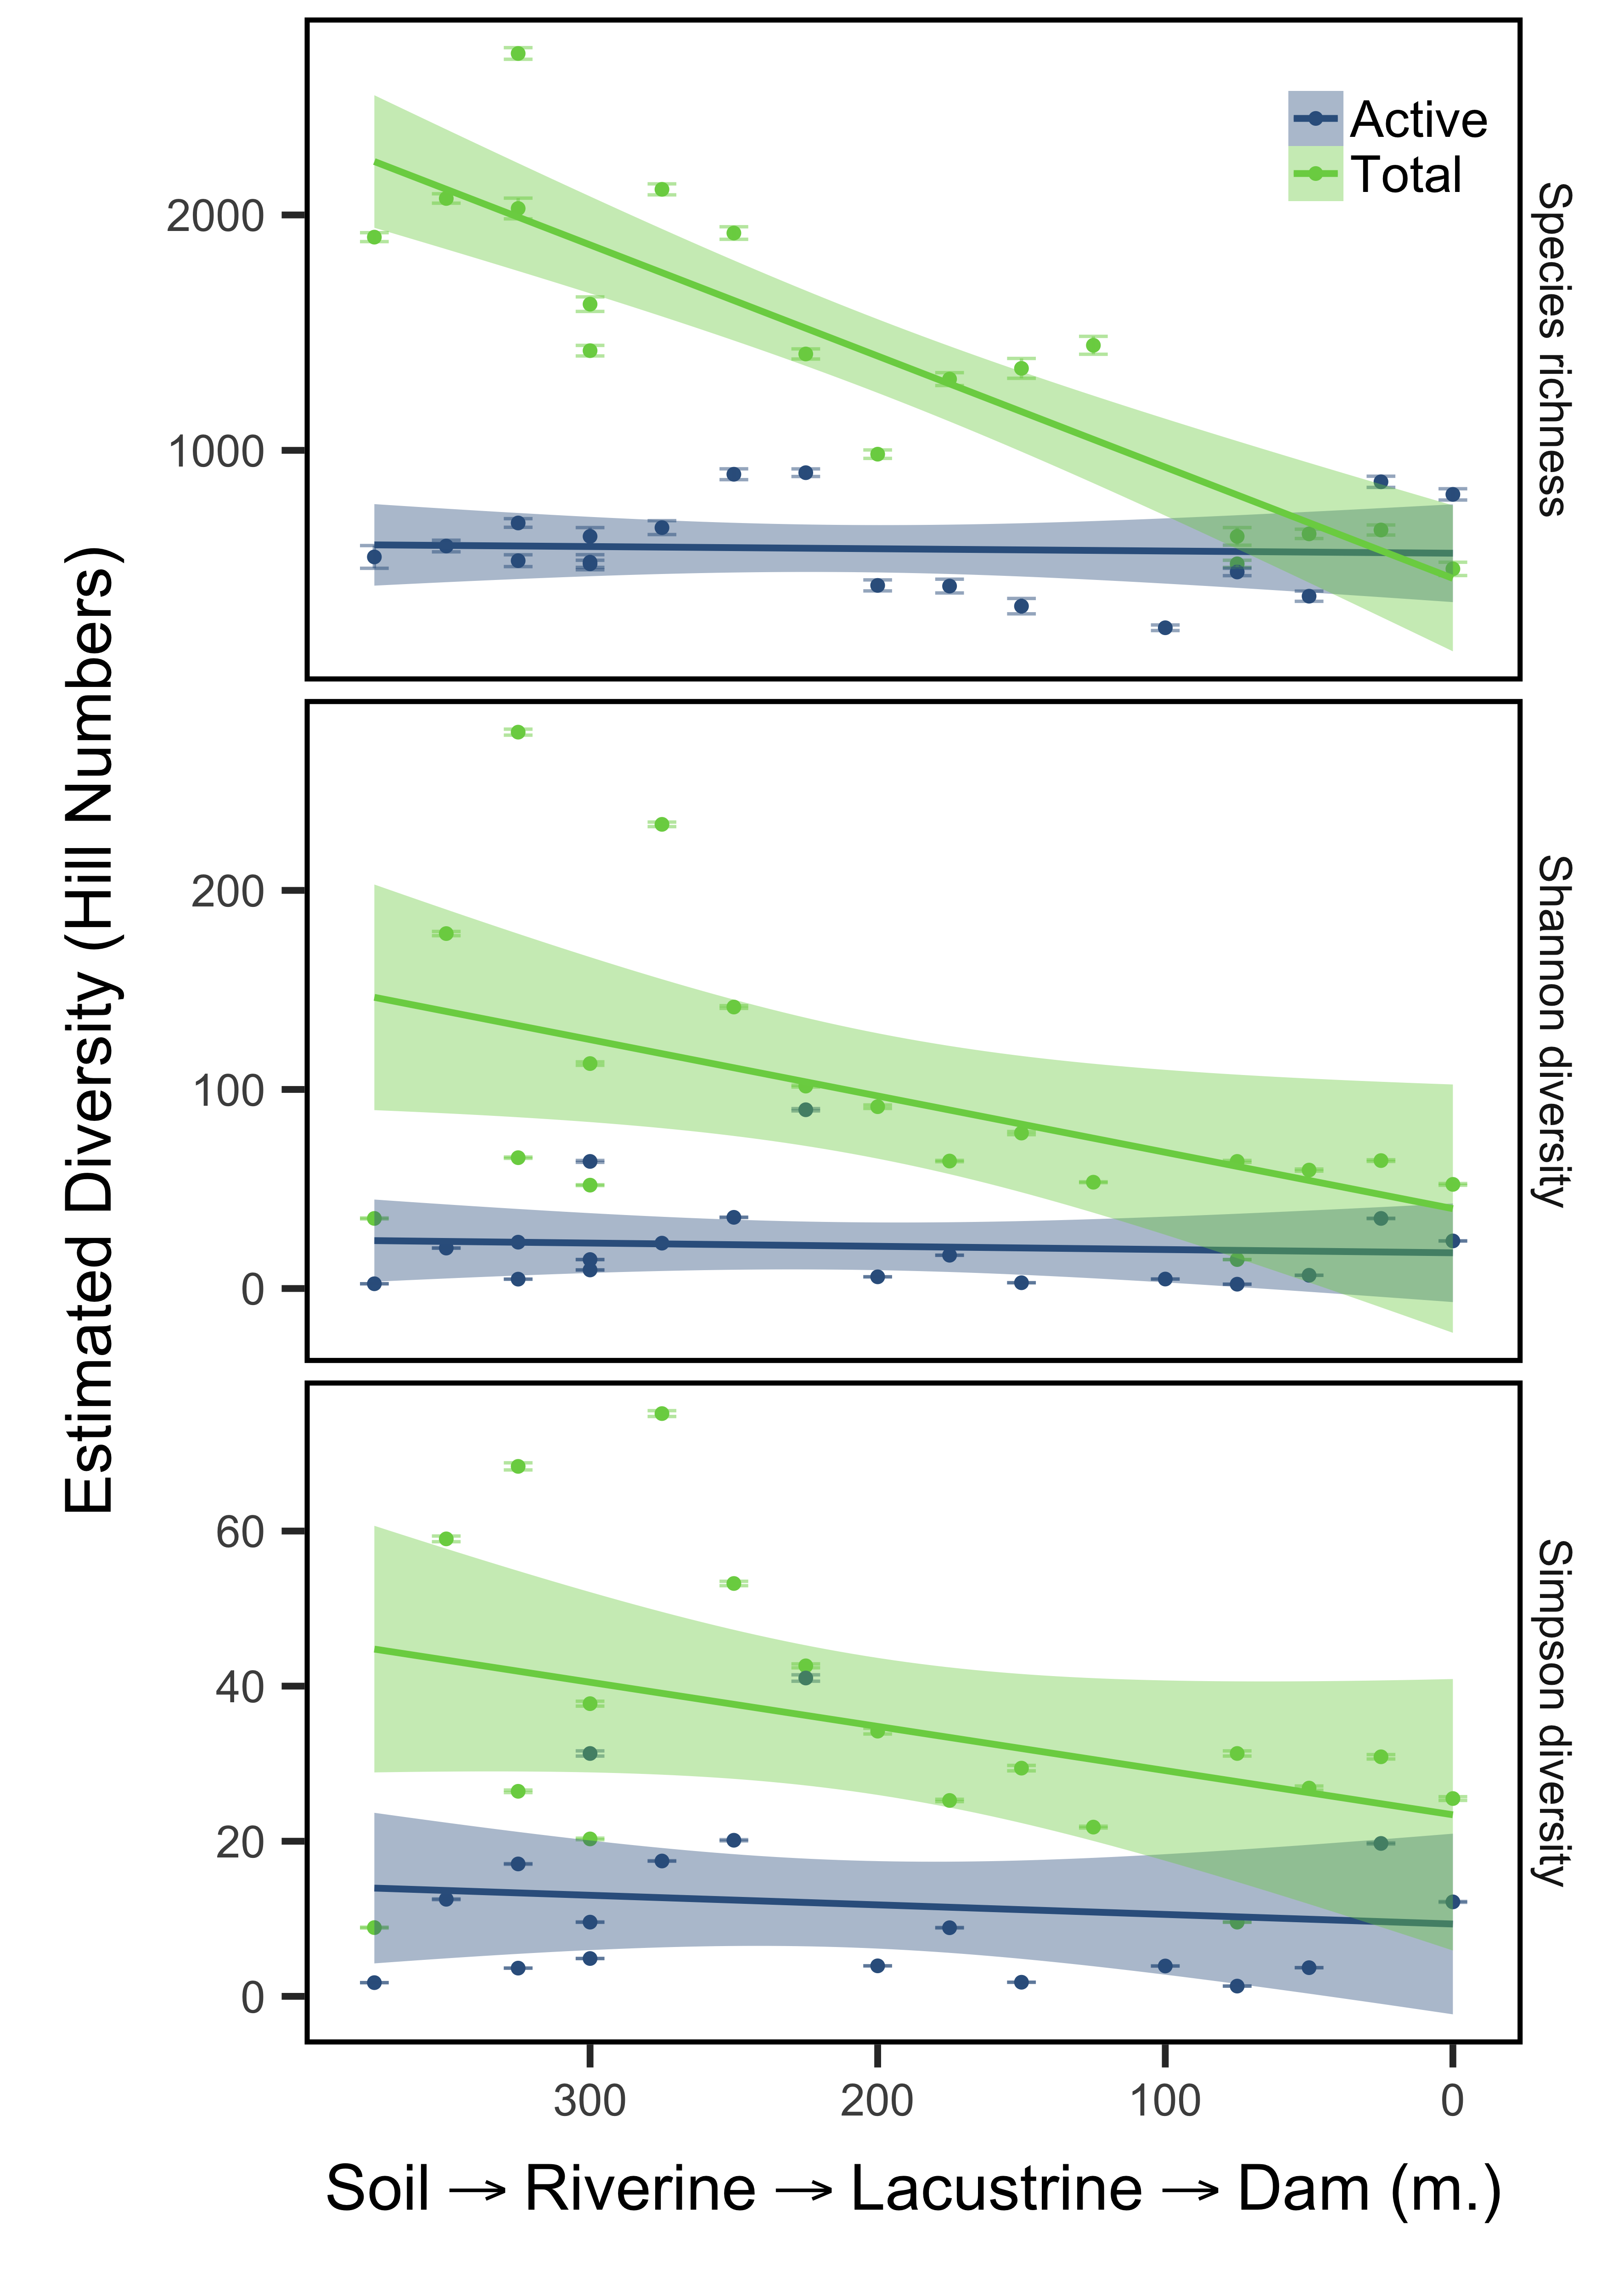 Estimated Diversity (Hill Numbers)
Active
Total
2000
1000
Species richness
200
100
0
Shannon diversity
60
40
20
0
Simpson diversity
300 200 100 0
Soil → Riverine → Lacustrine → Dam (m.)